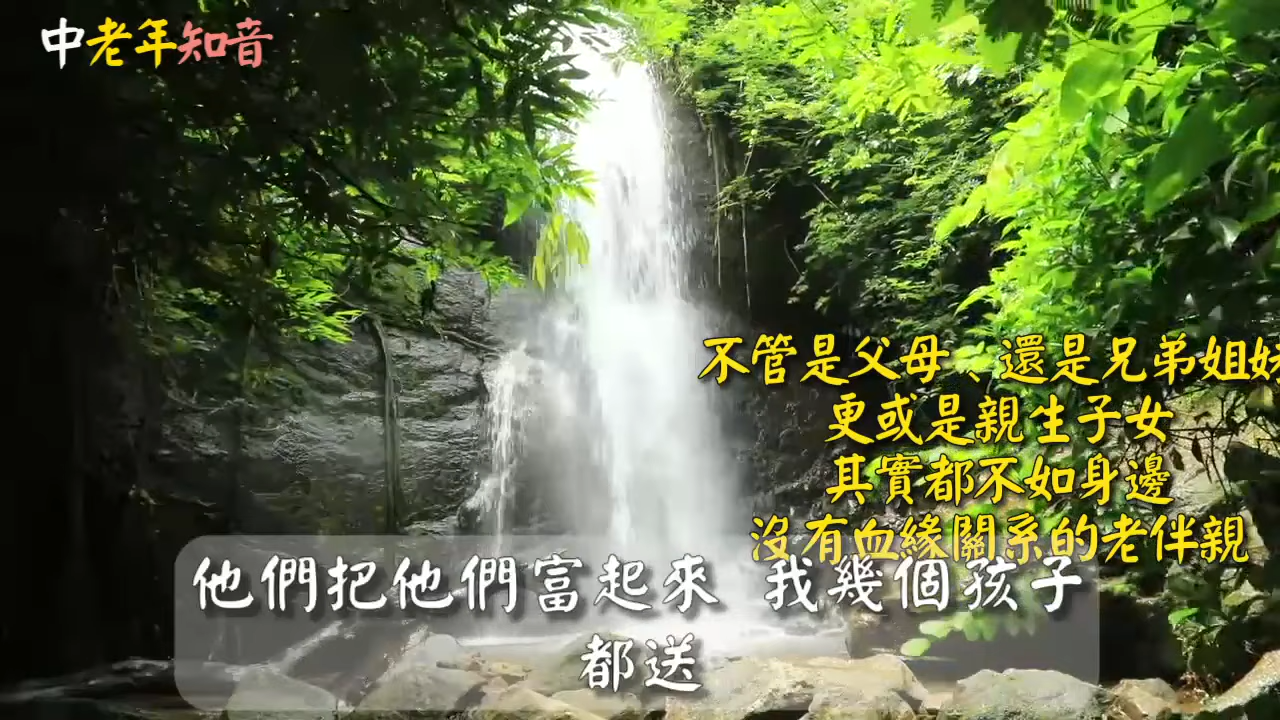 中老年知音
不管是父母、還是兄弟姐妹
更或是親生子女
其實都不如身邊
沒有血緣關系的老伴親
他們把他們富起來 我幾個孩子
都送